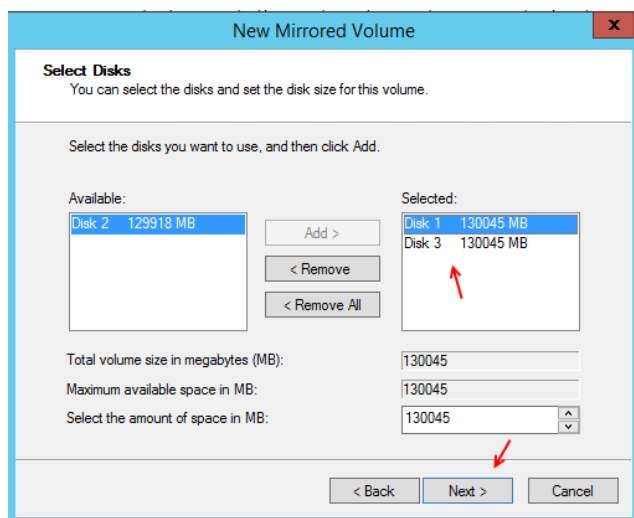 New Mirrored Volume
x
Select Disks
You can select the disks and set the disk size for this volume.
Select the disks you want to use, and then click Add.
Available:
Selected:
Disk 2 129918 MB
Add >
< Remove
< Remove All
Disk 1 130045 MB
Disk 3 130045 MB
Total volume size in megabytes (MB): 130045
Maximum available space in MB: 130045
Select the amount of space in MB: 130045
< Back Next > Cancel